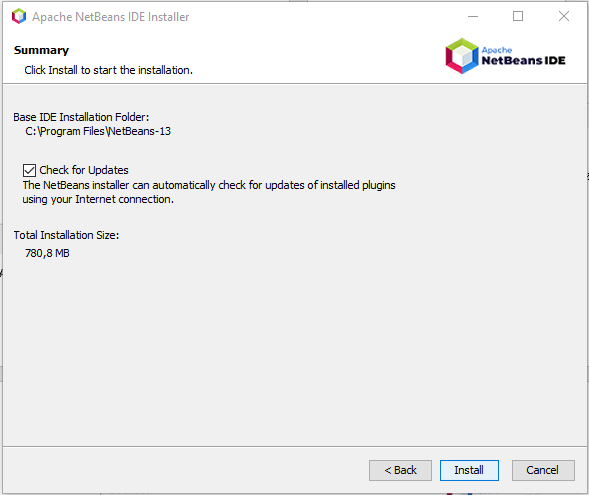 Apache NetBeans IDE Installer
Summary
Click Install to start the installation.
Apache
NetBeans IDE
Base IDE Installation Folder:
C:\Program Files\NetBeans-13
Check for Updates
The NetBeans installer can automatically check for updates of installed plugins
using your Internet connection.
Total Installation Size:
780,8 MB
< Back
Install
Cancel